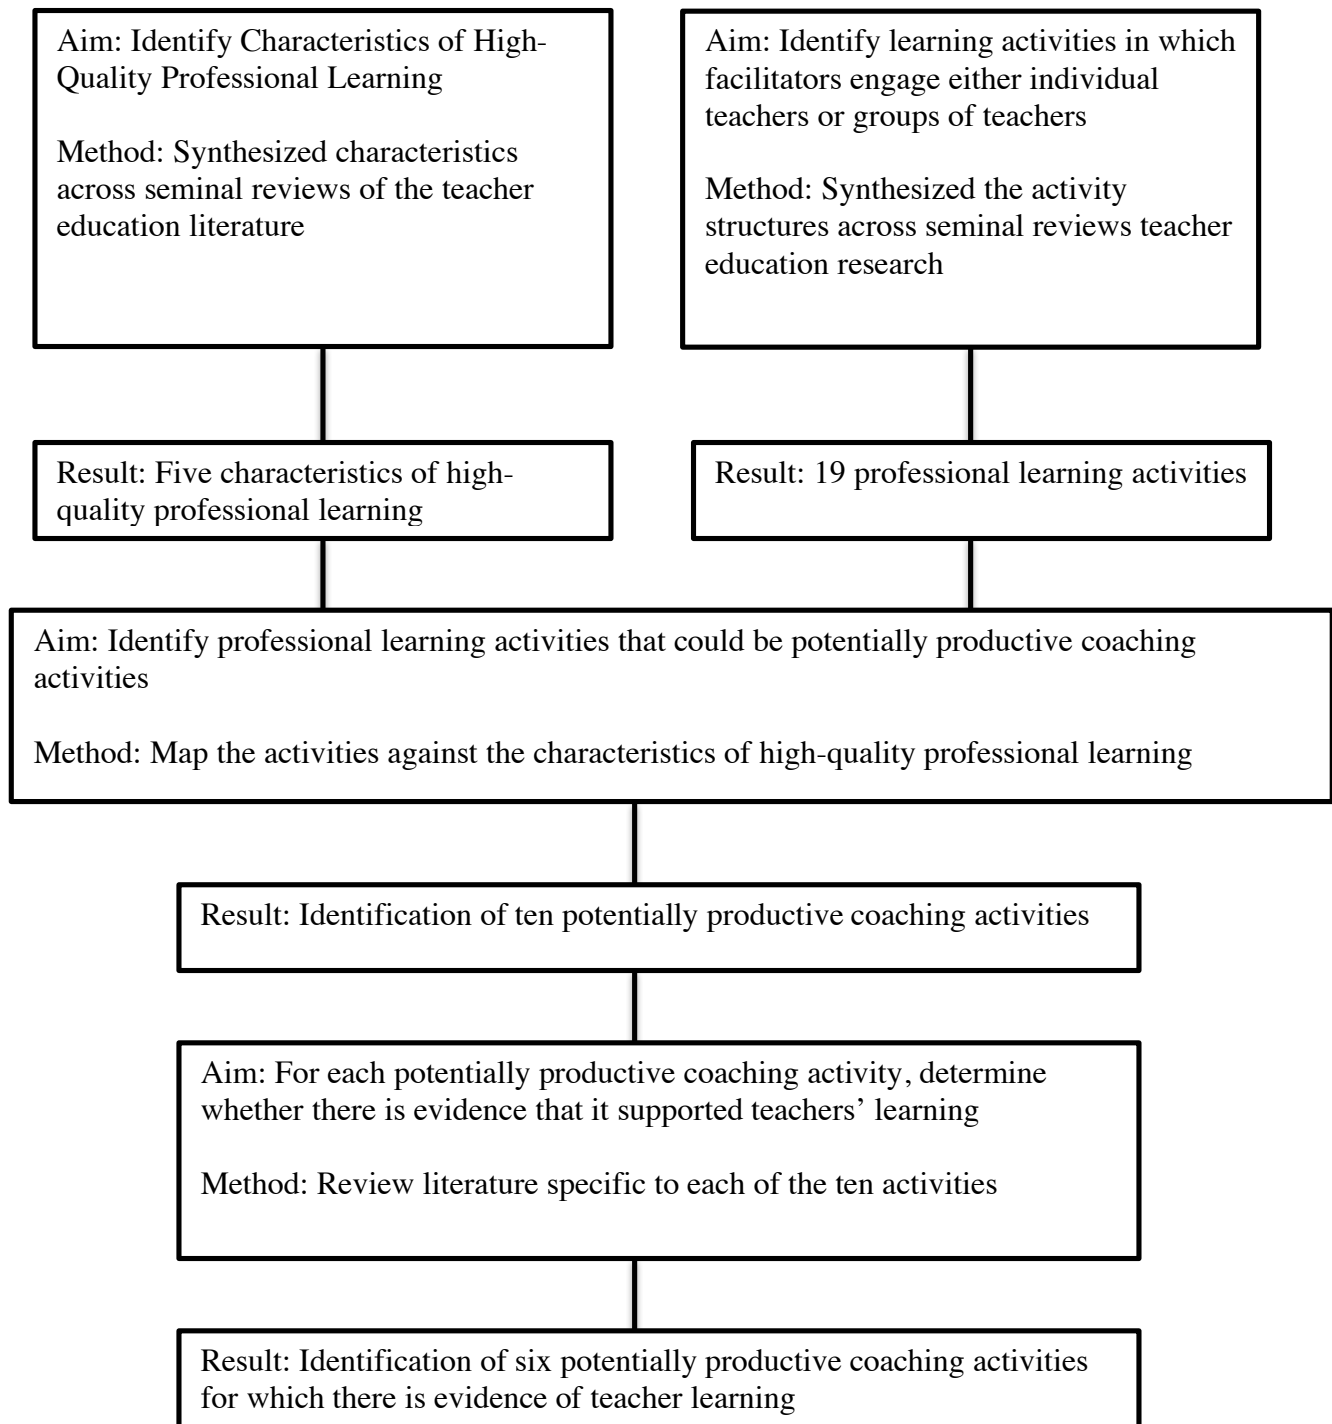 Aim: Identify Characteristics of High-
Quality Professional Learning
Method: Synthesized characteristics
across seminal reviews of the teacher
education literature
Aim: Identify learning activities in which
facilitators engage either individual
teachers or groups of teachers
Method: Synthesized the activity
structures across seminal reviews teacher
education research
Result: Five characteristics of high-
quality professional learning
Result: 19 professional learning activities
Aim: Identify professional learning activities that could be potentially productive coaching
activities
Method: Map the activities against the characteristics of high-quality professional learning
Result: Identification of ten potentially productive coaching activities
Aim: For each potentially productive coaching activity, determine
whether there is evidence that it supported teachers’ learning
Method: Review literature specific to each of the ten activities
Result: Identification of six potentially productive coaching activities
for which there is evidence of teacher learning